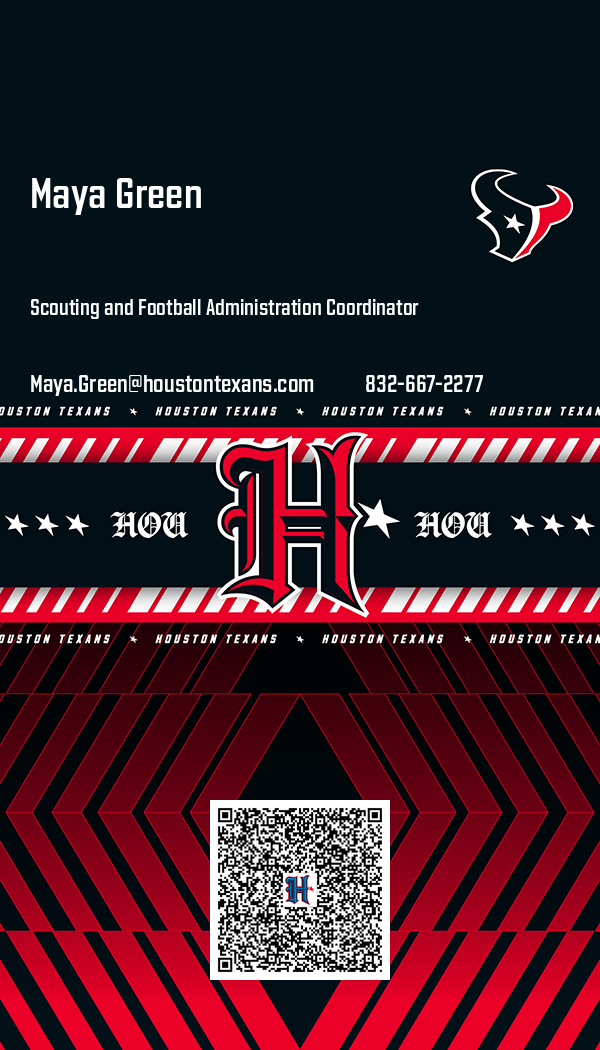 Maya Green
Scouting and Football Administration Coordinator
Maya.Green@houstontexans.com 832-667-2277
OUSTON TEXANS HOUSTON TEXANS HOUSTON TEXANS HOUSTON TEXAN
HOU H HOU
OUSTON TEXANS HOUSTON TEXANS HOUSTON TEXANS HOUSTON TEXAN
H